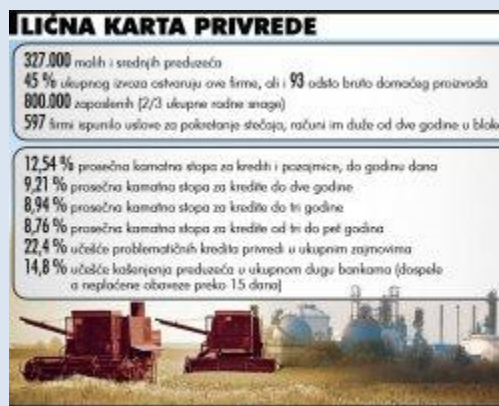 LIČNA KARTA PRIVREDE
327.000 malih i srednjih preduzeća
45 % ukupnog izvoza ostvaruju ove firme, ali i 93 odsto bruto domaćeg proizvoda
800.000 zaposlenih (2/3 ukupne radne snage)
597 firmi ispunilo uslove za pokretanje stečaja, računi im duže od dve godine u
12,54 % prosečna kamatna stopa za krediti i pozajmice, do godinu dana
9,21 % prosečna kamatna stopa za kredite do dve godine
8,94 % prosečna kamatna stopa za kredite do tri godine
8,76 % prosečna kamatna stopa za kredite od tri do pet godina
22,4 % učešće problematičnih kredita privredi u ukupnim zajmovima
14,8 % učešće kašnjenja preduzeća u ukupnom dugu bankama (dospele
a neplaćene obaveze preko 15 dana)